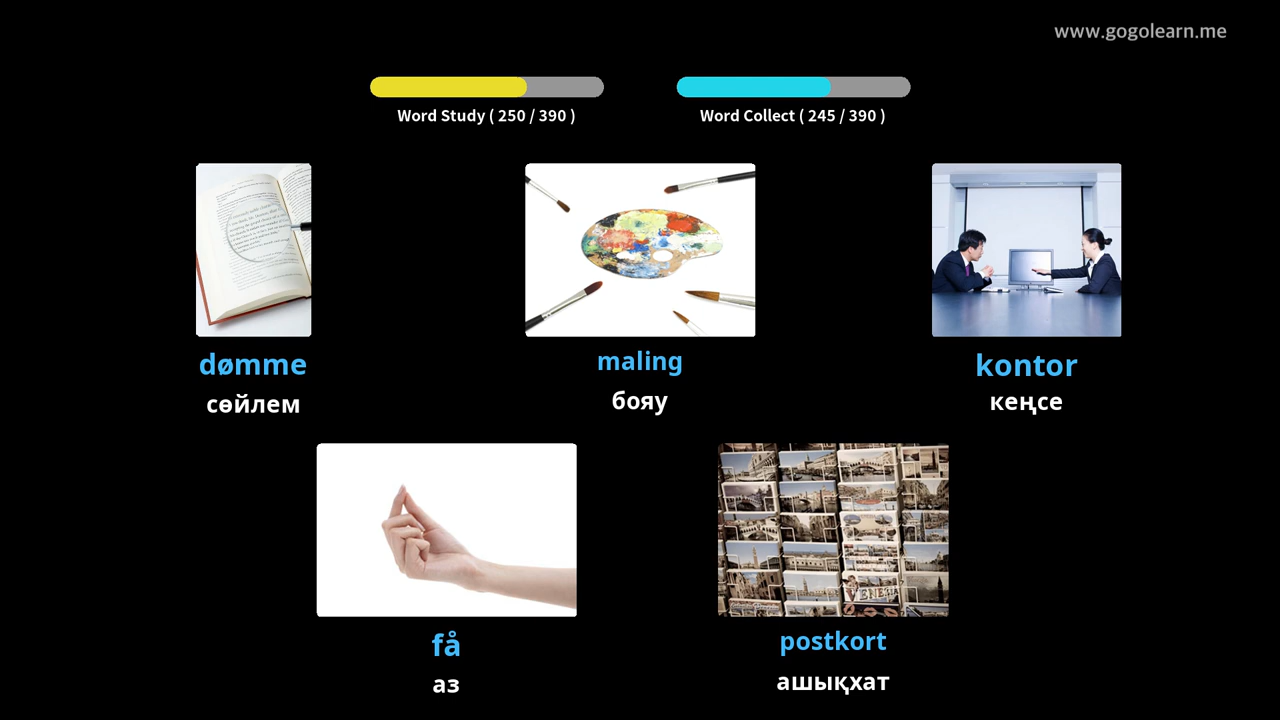 www.gogolearn.me
Word Study ( 250 / 390 )
Word Collect ( 245 / 390 )
dømme
сөйлем
maling
бояу
kontor
кеңсе
få
аз
postkort
ашықхат